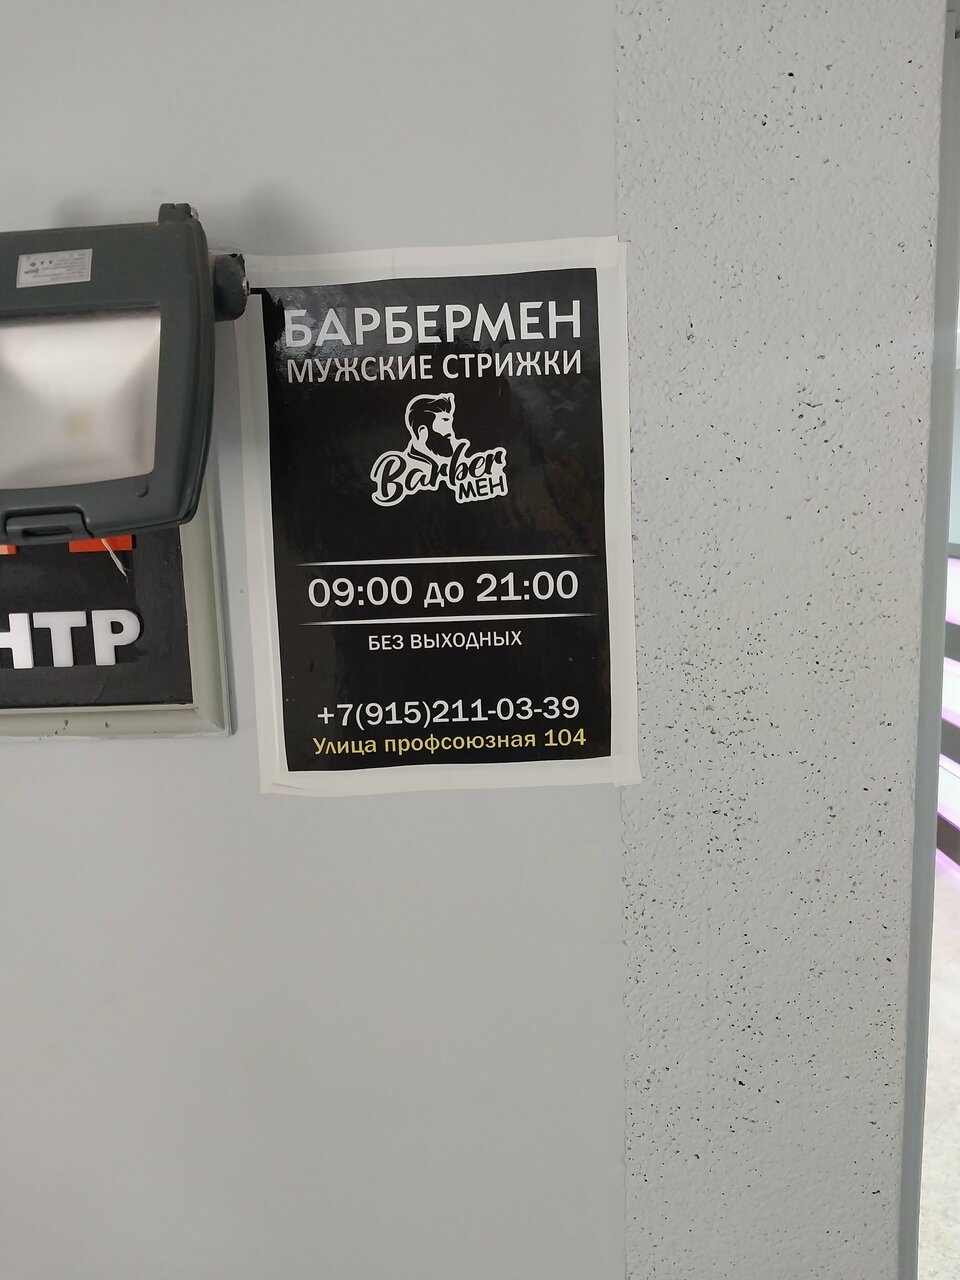 БАРБЕРМЕН
МУЖСКИЕ СТРИЖКИ
Barber
МЕН
09:00 до 21:00
БЕЗ ВЫХОДНЫХ
+7(915)211-03-39
Улица профсоюзная 104
НТР